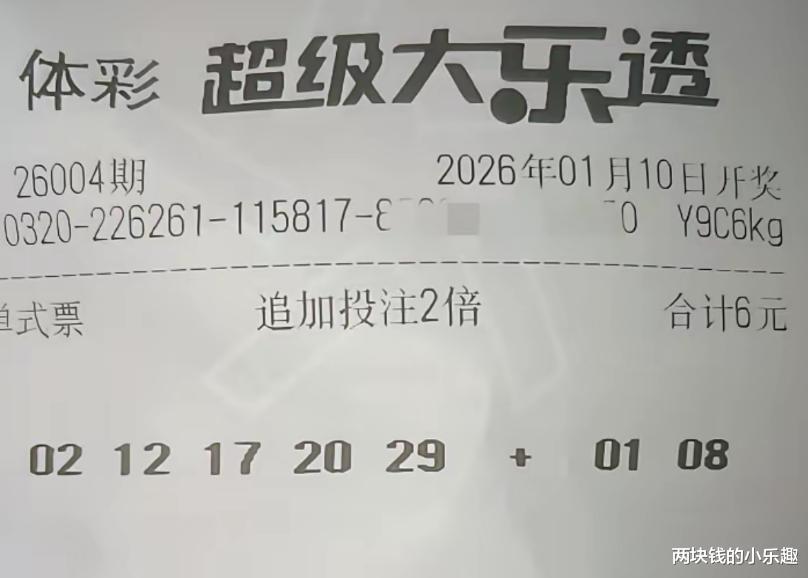 体彩 超级大乐透
26004期 2026年01月10日开奖
0320-226261-115817-8 0 Y9C6kg
单式票 追加投注2倍 合计6元
02 12 17 20 29 + 01 08
两块钱的小乐趣